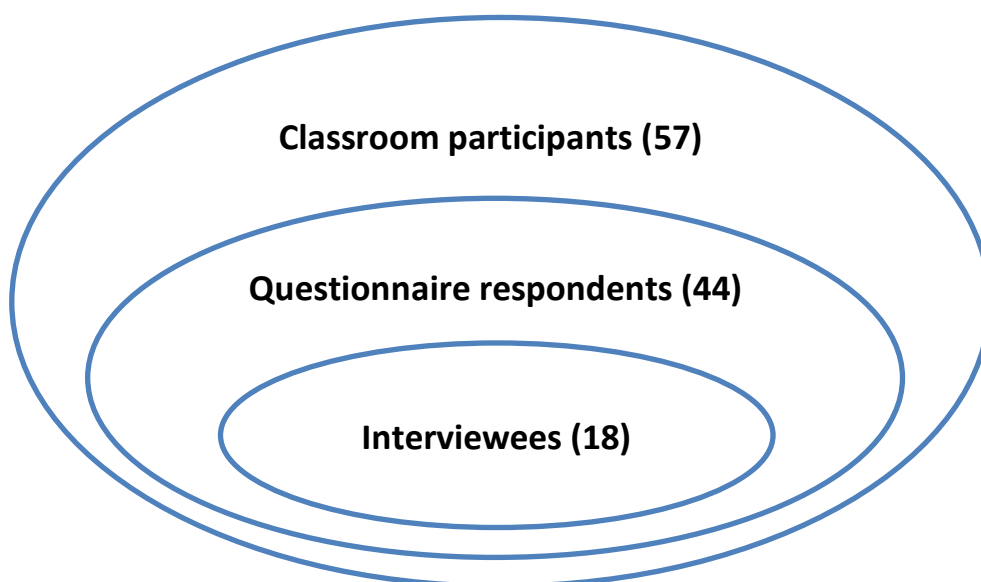 Classroom participants (57)
Questionnaire respondents (44)
Interviewees (18)